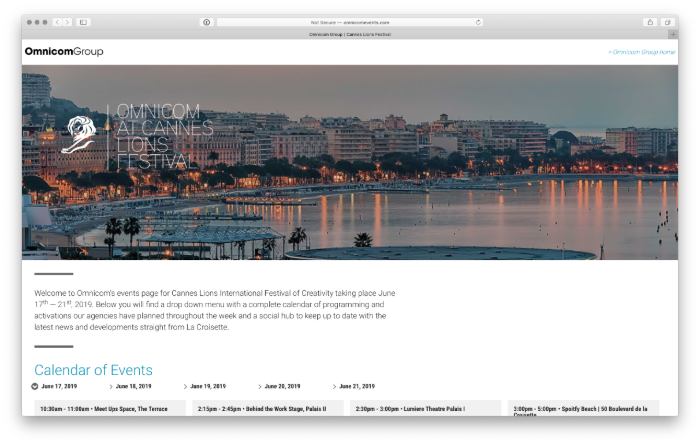 Not Secure — omnicomevents.com
Omnicom Group | Cannes Lions Festival
OmnicomGroup
> Omnicom Group home
OMNICOM
AT CANNES
LIONS
FESTIVAL
Welcome to Omnicom's events page for Cannes Lions International Festival of Creativity taking place June
17th — 21st, 2019. Below you will find a drop down menu with a complete calendar of programming and
activations our agencies have planned throughout the week and a social hub to keep up to date with the
latest news and developments straight from La Croisette.
Calendar of Events
June 17, 2019 > June 18, 2019 > June 19, 2019 > June 20, 2019 > June 21, 2019
10:30am - 11:00am • Meet Ups Space, The Terrace
2:15pm - 2:45pm • Behind the Work Stage, Palais II
2:30pm - 3:00pm • Lumiere Theatre Palais I
3:00pm - 5:00pm • Spoitfy Beach | 50 Boulevard de la
Croisette